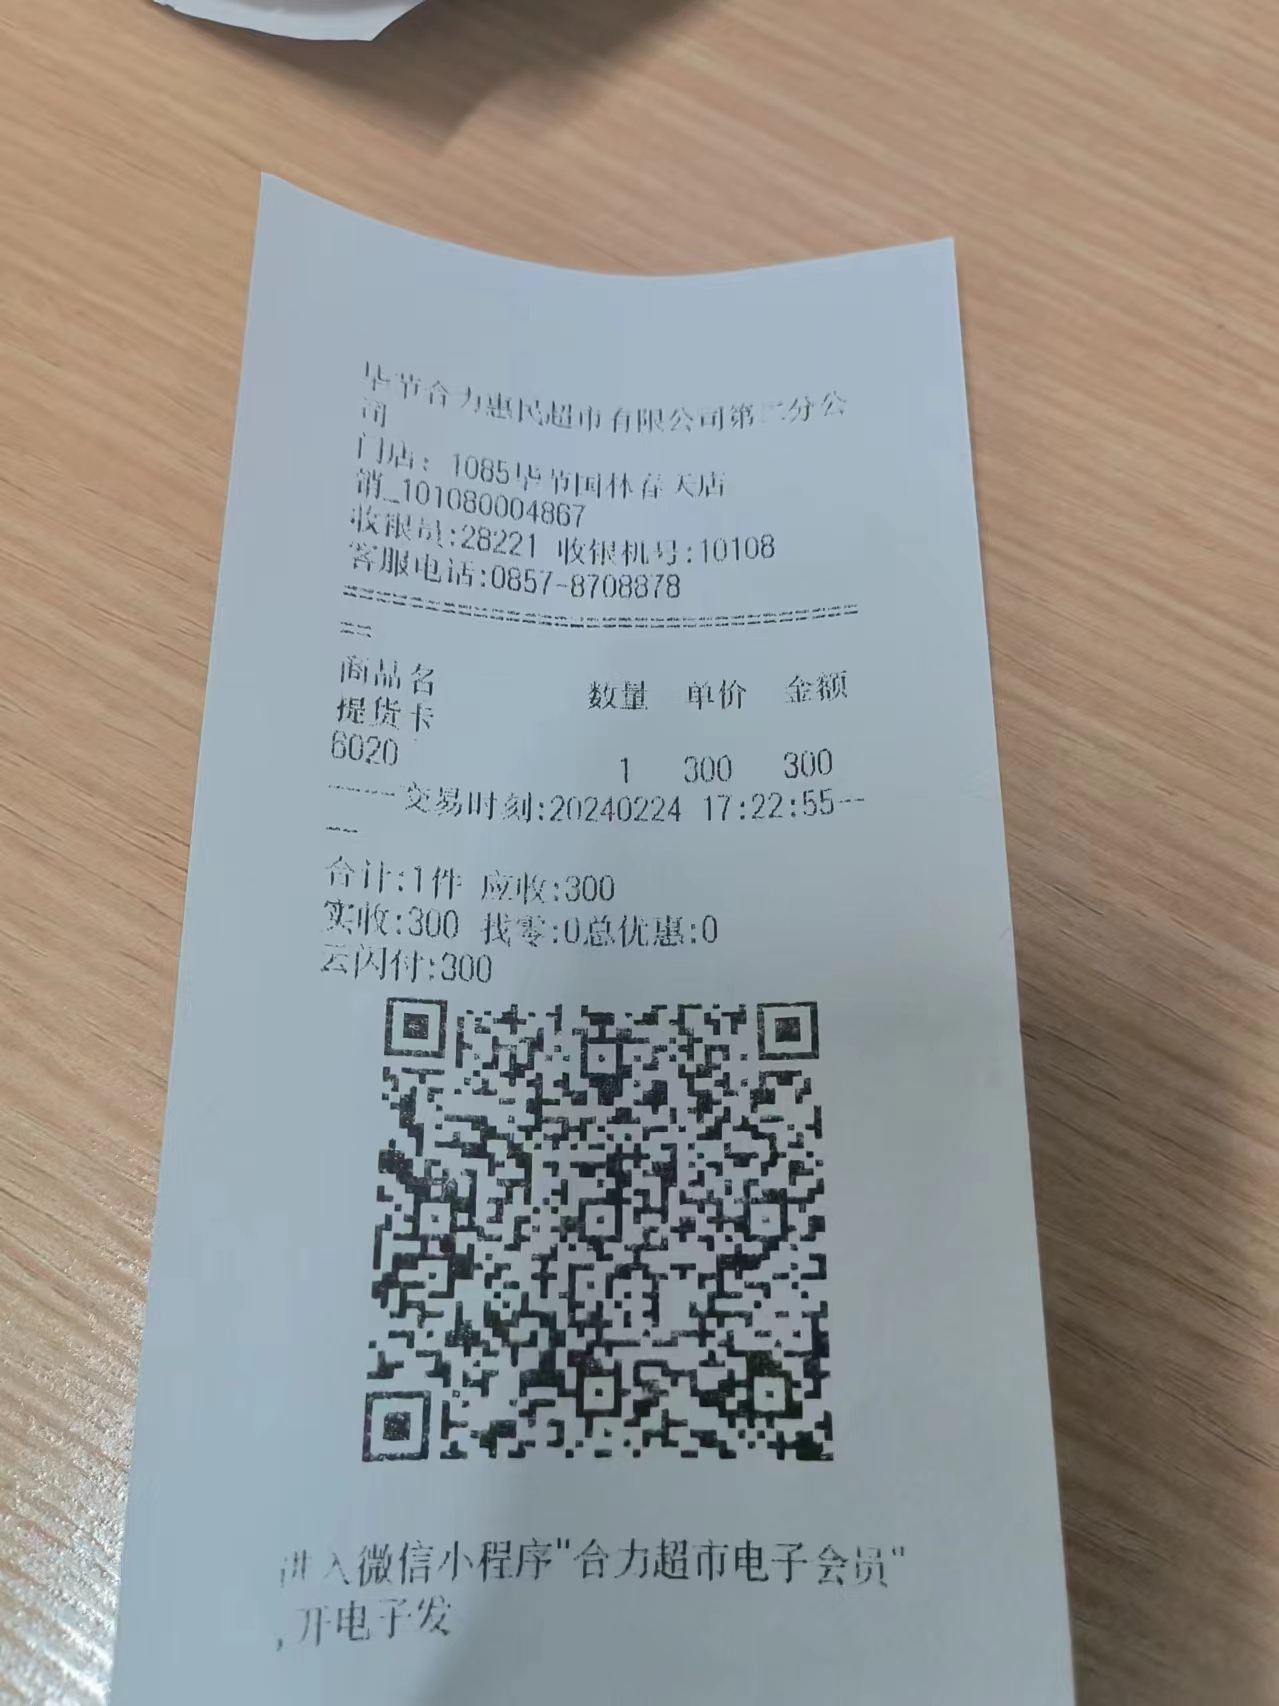 毕节合力惠民超市有限公司第二分公
司
门店：1085毕节国林春天店
销_101080004867
收银员:28221 收银机号:10108
客服电话:0857-8708878
================================
==
商品名 数量 单价 金额
提货卡
6020 1 300 300
-----交易时刻:20240224 17:22:55--
--
合计:1件 应收:300
实收:300 找零:0总优惠:0
云闪付:300
进入微信小程序"合力超市电子会员"
,开电子发